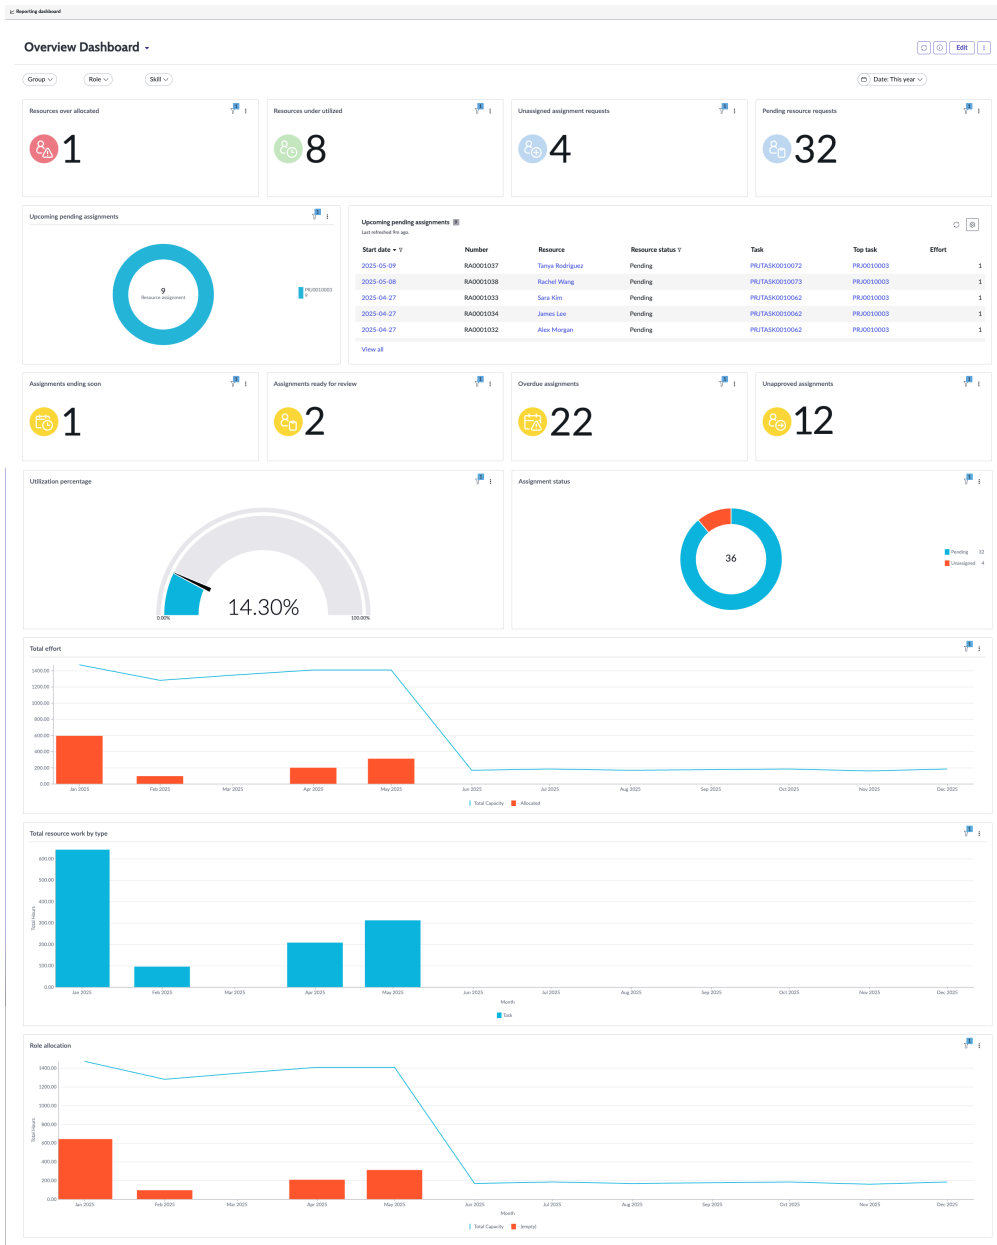 Reporting dashboard
Overview Dashboard
Edit
Group
Role
Skill
Date: This year
Resources over allocated
1
Resources under utilized
8
Unassigned assignment requests
4
Pending resource requests
32
Upcoming pending assignments
9
Resource assignment
PRJ0010003
9
Upcoming pending assignments
Last refreshed 9m ago.
Start date Number Resource Resource status Task Top task Effort
2025-05-09 RA0001037 Tanya Rodriguez Pending PRJTASK0010072 PRJ0010003 1
2025-05-08 RA0001038 Rachel Wang Pending PRJTASK0010073 PRJ0010003 1
2025-04-27 RA0001033 Sara Kim Pending PRJTASK0010062 PRJ0010003 1
2025-04-27 RA0001034 James Lee Pending PRJTASK0010062 PRJ0010003 1
2025-04-27 RA0001032 Alex Morgan Pending PRJTASK0010062 PRJ0010003 1
View all
Assignments ending soon
1
Assignments ready for review
2
Overdue assignments
22
Unapproved assignments
12
Utilization percentage
14.30%
0.00% 100.00%
Assignment status
36
Pending 32
Unassigned 4
Total effort
1400.00
1200.00
1000.00
800.00
600.00
400.00
200.00
0.00
Jan 2025 Feb 2025 Mar 2025 Apr 2025 May 2025 Jun 2025 Jul 2025 Aug 2025 Sep 2025 Oct 2025 Nov 2025 Dec 2025
Total Capacity - Allocated
Total resource work by type
600.00
500.00
400.00
300.00
200.00
100.00
0.00
Total Hours
Jan 2025 Feb 2025 Mar 2025 Apr 2025 May 2025 Jun 2025 Jul 2025 Aug 2025 Sep 2025 Oct 2025 Nov 2025 Dec 2025
Month
Task
Role allocation
1400.00
1200.00
1000.00
800.00
600.00
400.00
200.00
0.00
Total Hours
Jan 2025 Feb 2025 Mar 2025 Apr 2025 May 2025 Jun 2025 Jul 2025 Aug 2025 Sep 2025 Oct 2025 Nov 2025 Dec 2025
Month
Total Capacity - (empty)